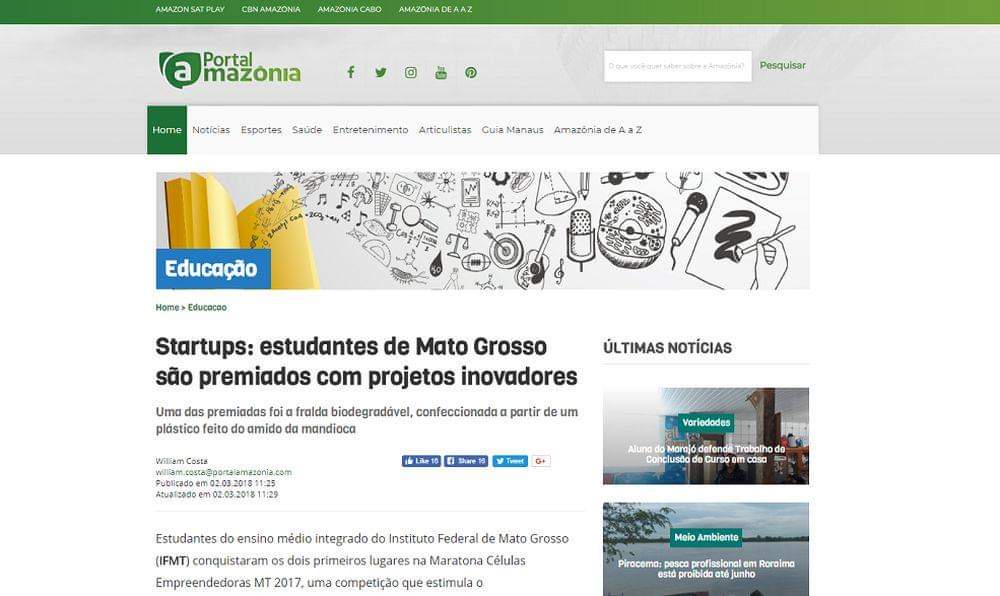 AMAZON SAT PLAY CBN AMAZONIA AMAZÔNIA CABO AMAZÔNIA DE A A Z
Portal
amazônia
O que você quer saber sobre a Amazônia?
Pesquisar
Home Notícias Esportes Saúde Entretenimento Articulistas Guia Manaus Amazônia de A a Z
Educação
Home > Educacao
Startups: estudantes de Mato Grosso
são premiados com projetos inovadores
Uma das premiadas foi a fralda biodegradável, confeccionada a partir de um
plástico feito do amido da mandioca
William Costa
william.costa@portalamazonia.com
Publicado em 02.03.2018 11:25
Atualizado em 02.03.2018 11:29
Like 16 Share 16 Tweet G+
Estudantes do ensino médio integrado do Instituto Federal de Mato Grosso
(IFMT) conquistaram os dois primeiros lugares na Maratona Células
Empreendedoras MT 2017, uma competição que estimula o
ÚLTIMAS NOTÍCIAS
Variedades
Aluna do Marajó defende Trabalho de
Conclusão de Curso em casa
Meio Ambiente
Piracema: pesca profissional em Roraima
está proibida até junho